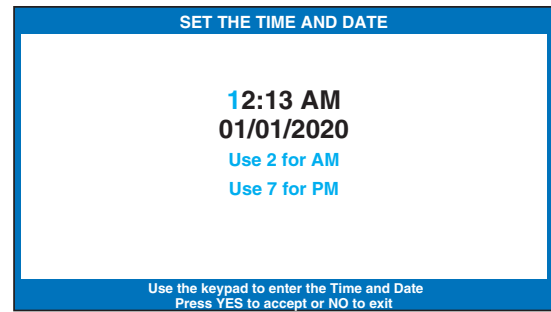 SET THE TIME AND DATE
12:13 AM
01/01/2020
Use 2 for AM
Use 7 for PM
Use the keypad to enter the Time and Date
Press YES to accept or NO to exit